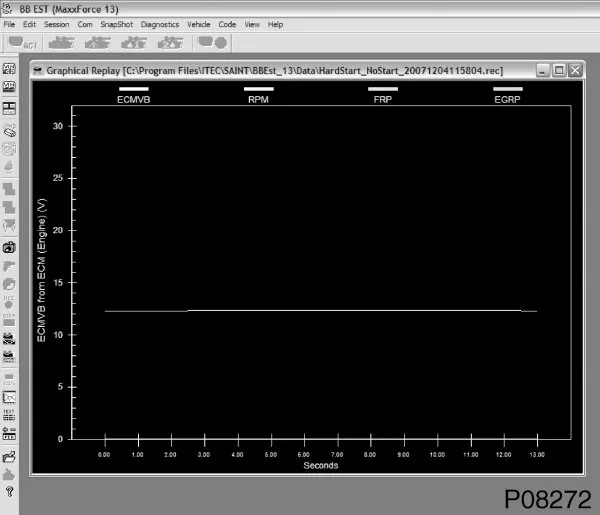 BB EST (MaxxForce 13)
File Edit Session Com SnapShot Diagnostics Vehicle Code View Help
ACT
Graphical Replay [C:\Program Files\ITEC\SAINT\BBEst_13\Data\HardStart_NoStart_20071204115804.rec]
ECMVB RPM FRP EGRP
ECMVB from ECM (Engine) (V)
30
25
20
15
10
5
0
0.00 1.00 2.00 3.00 4.00 5.00 6.00 7.00 8.00 9.00 10.00 11.00 12.00 13.00
Seconds
P08272